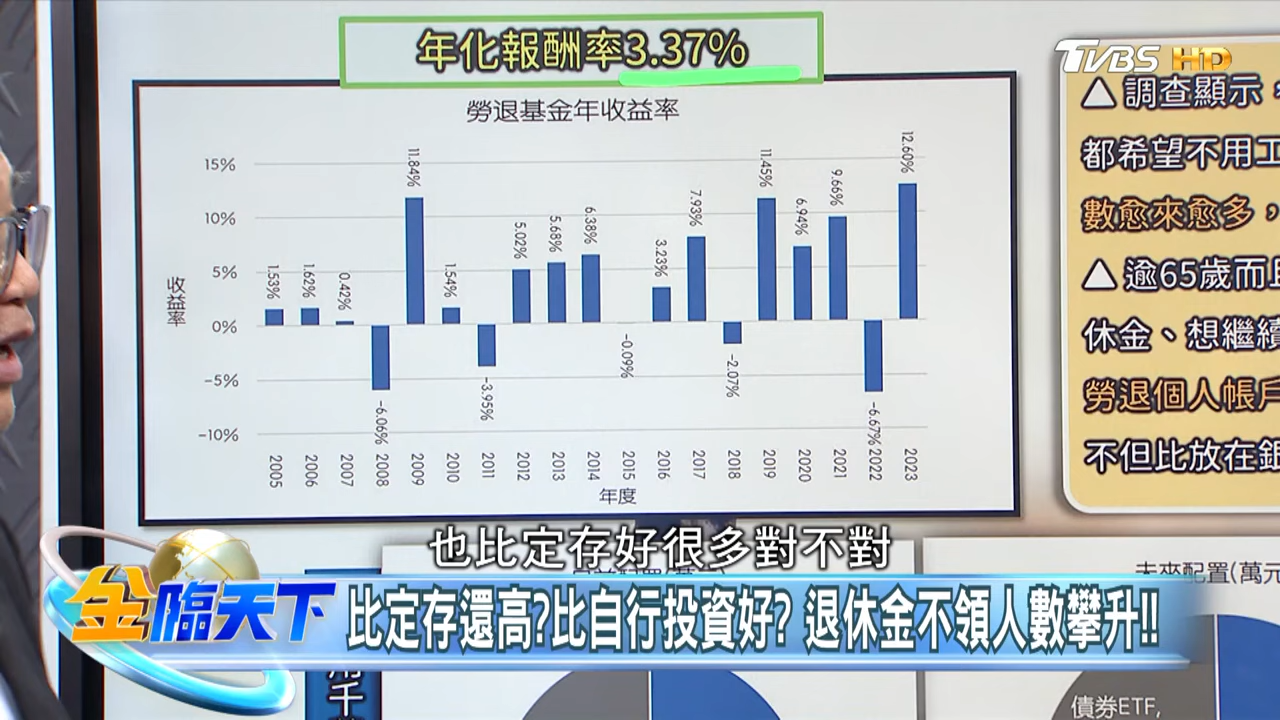 年化報酬率3.37%
TVBS HD
勞退基金年收益率
收益率
15%
10%
5%
0%
-5%
-10%
1.53%
1.62%
0.42%
-6.06%
11.84%
1.54%
-3.95%
5.02%
5.68%
6.38%
-0.09%
3.23%
7.93%
-2.07%
11.45%
6.94%
9.66%
-6.67%
12.60%
2005
2006
2007
2008
2009
2010
2011
2012
2013
2014
2015
2016
2017
2018
2019
2020
2021
2022
2023
年度
▲調查顯示，
都希望不用工
數愈來愈多，
▲逾65歲而且
休金、想繼續
勞退個人帳戶
不但比放在銀
也比定存好很多對不對
未來配置(萬元
金臨天下
比定存還高?比自行投資好? 退休金不領人數攀升!!
債券ETF,